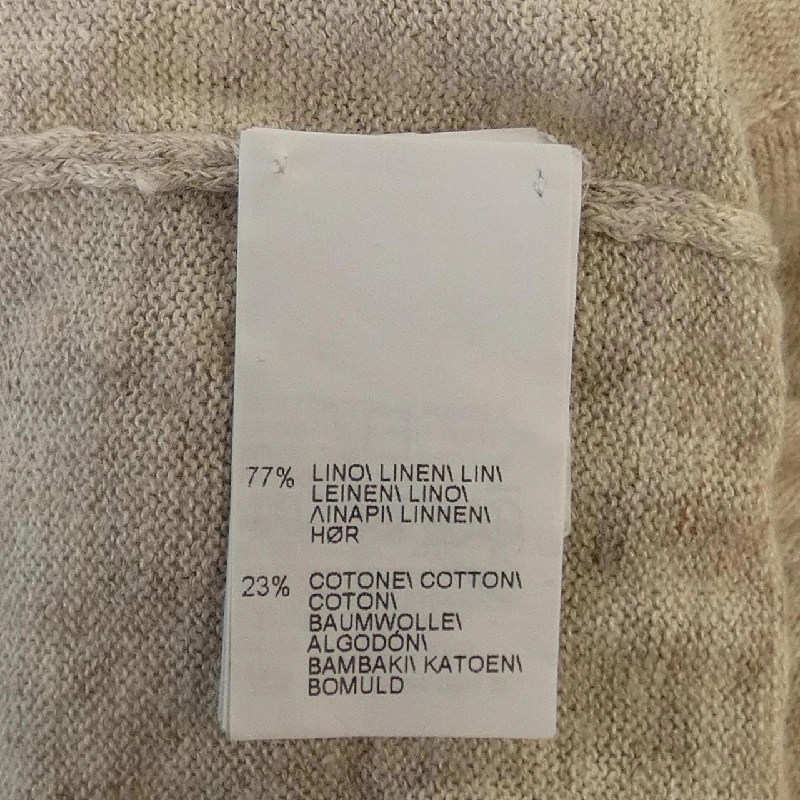 77% LINO\ LINEN\ LIN\
LEINEN\ LINO\
ΛΙΝΑΡΙ\ LINNEN\
HØR
23% COTONE\ COTTON\
COTON\
BAUMWOLLE\
ALGODÓN\
BAMBAKI\ KATOEN\
BOMULD